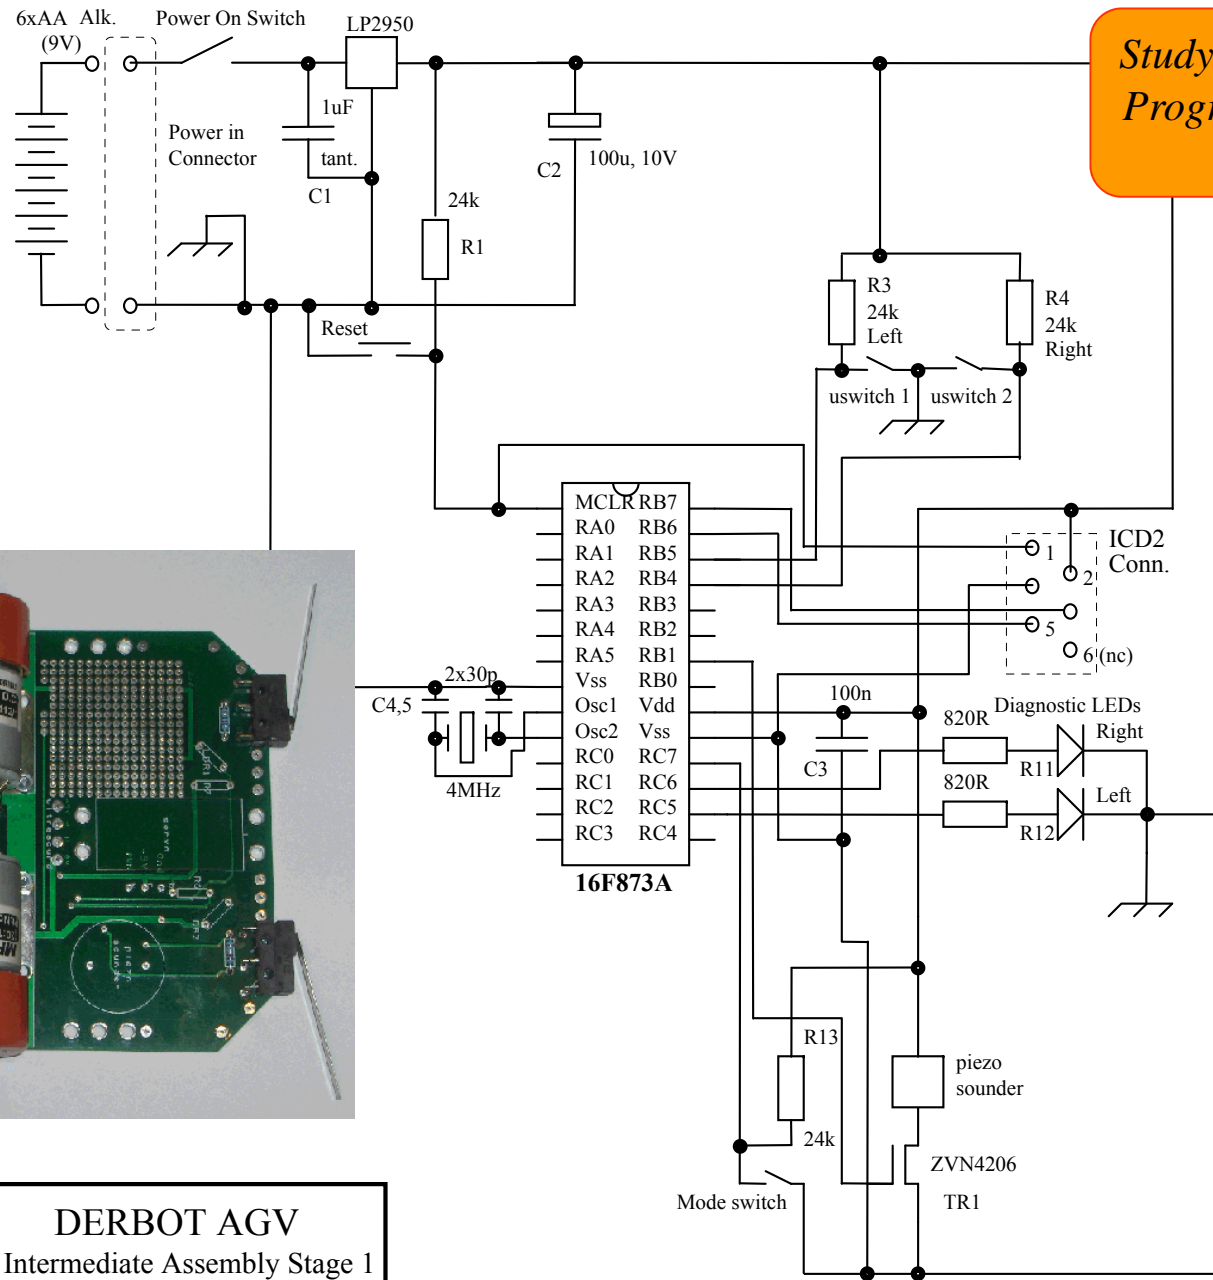 6xAA Alk.
(9V)
Power On Switch
LP2950
Study
Progr
1uF
tant.
C1
Power in
Connector
C2
100u, 10V
24k
R1
Reset
R3
24k
Left
R4
24k
Right
uswitch 1
uswitch 2
MCLR RB7
RA0 RB6
RA1 RB5
RA2 RB4
RA3 RB3
RA4 RB2
RA5 RB1
Vss RB0
Osc1 Vdd
Osc2 Vss
RC0 RC7
RC1 RC6
RC2 RC5
RC3 RC4
16F873A
ICD2
Conn.
1
2
5
6 (nc)
2x30p
C4,5
4MHz
100n
C3
Diagnostic LEDs
820R
Right
R11
820R
Left
R12
R13
24k
piezo
sounder
ZVN4206
TR1
Mode switch
DERBOT AGV
Intermediate Assembly Stage 1